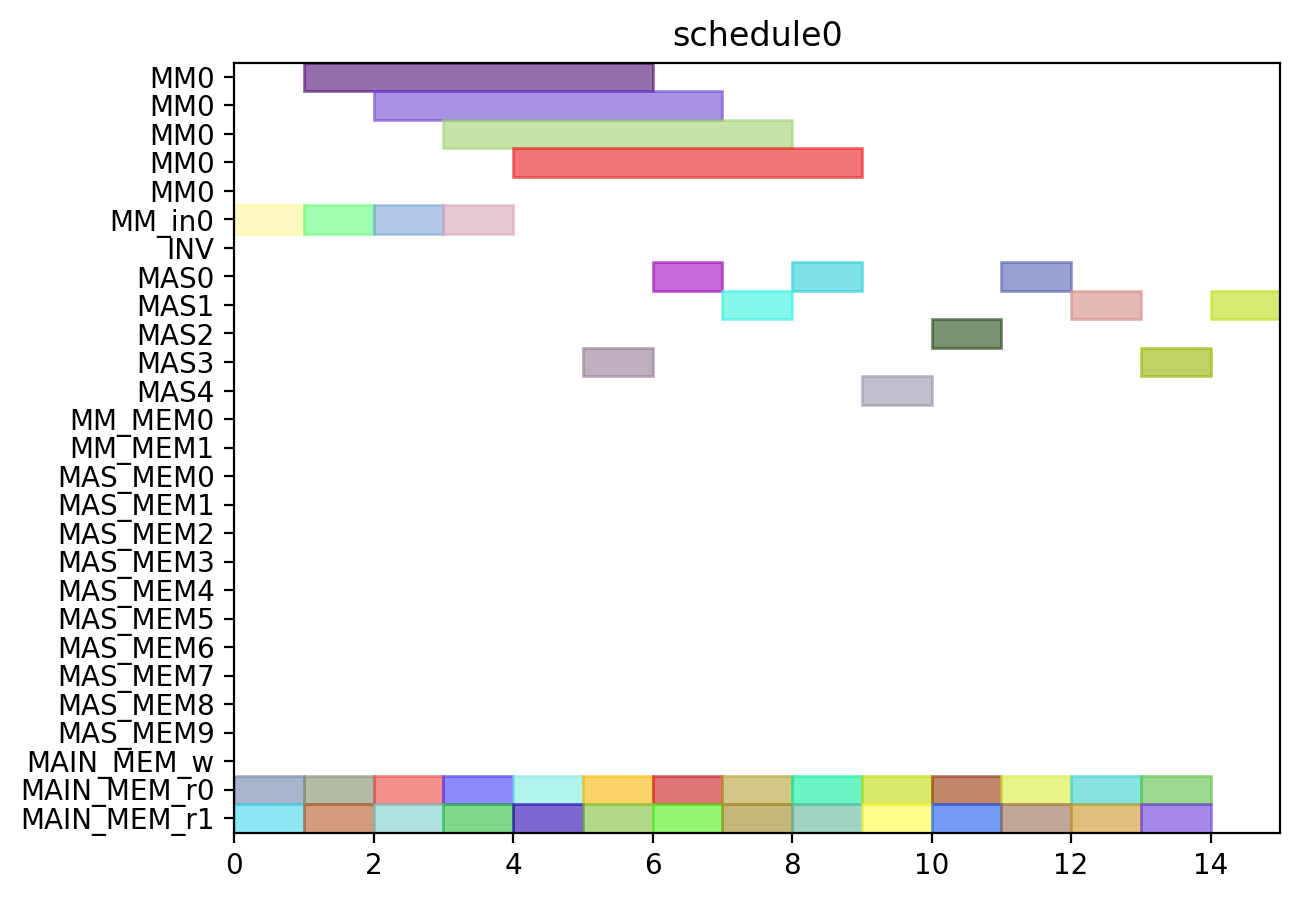 schedule0
MM0
MM0
MM0
MM0
MM0
MM_in0
INV
MAS0
MAS1
MAS2
MAS3
MAS4
MM_MEM0
MM_MEM1
MAS_MEM0
MAS_MEM1
MAS_MEM2
MAS_MEM3
MAS_MEM4
MAS_MEM5
MAS_MEM6
MAS_MEM7
MAS_MEM8
MAS_MEM9
MAIN_MEM_w
MAIN_MEM_r0
MAIN_MEM_r1
0 2 4 6 8 10 12 14